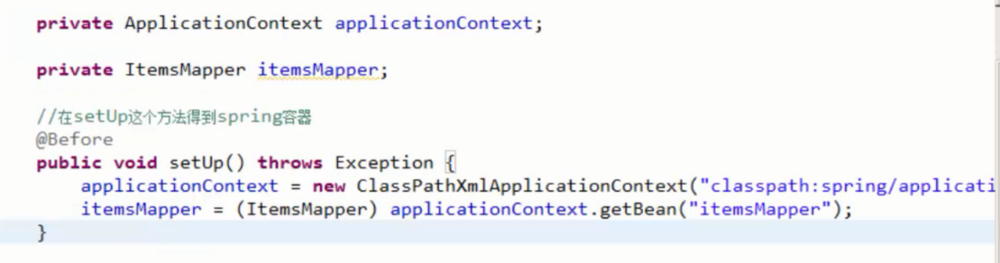 private ApplicationContext applicationContext;
private ItemsMapper itemsMapper;
//在setUp这个方法得到spring容器
@Before
public void setUp() throws Exception {
applicationContext = new ClassPathXmlApplicationContext("classpath:spring/applicati
itemsMapper = (ItemsMapper) applicationContext.getBean("itemsMapper");
}